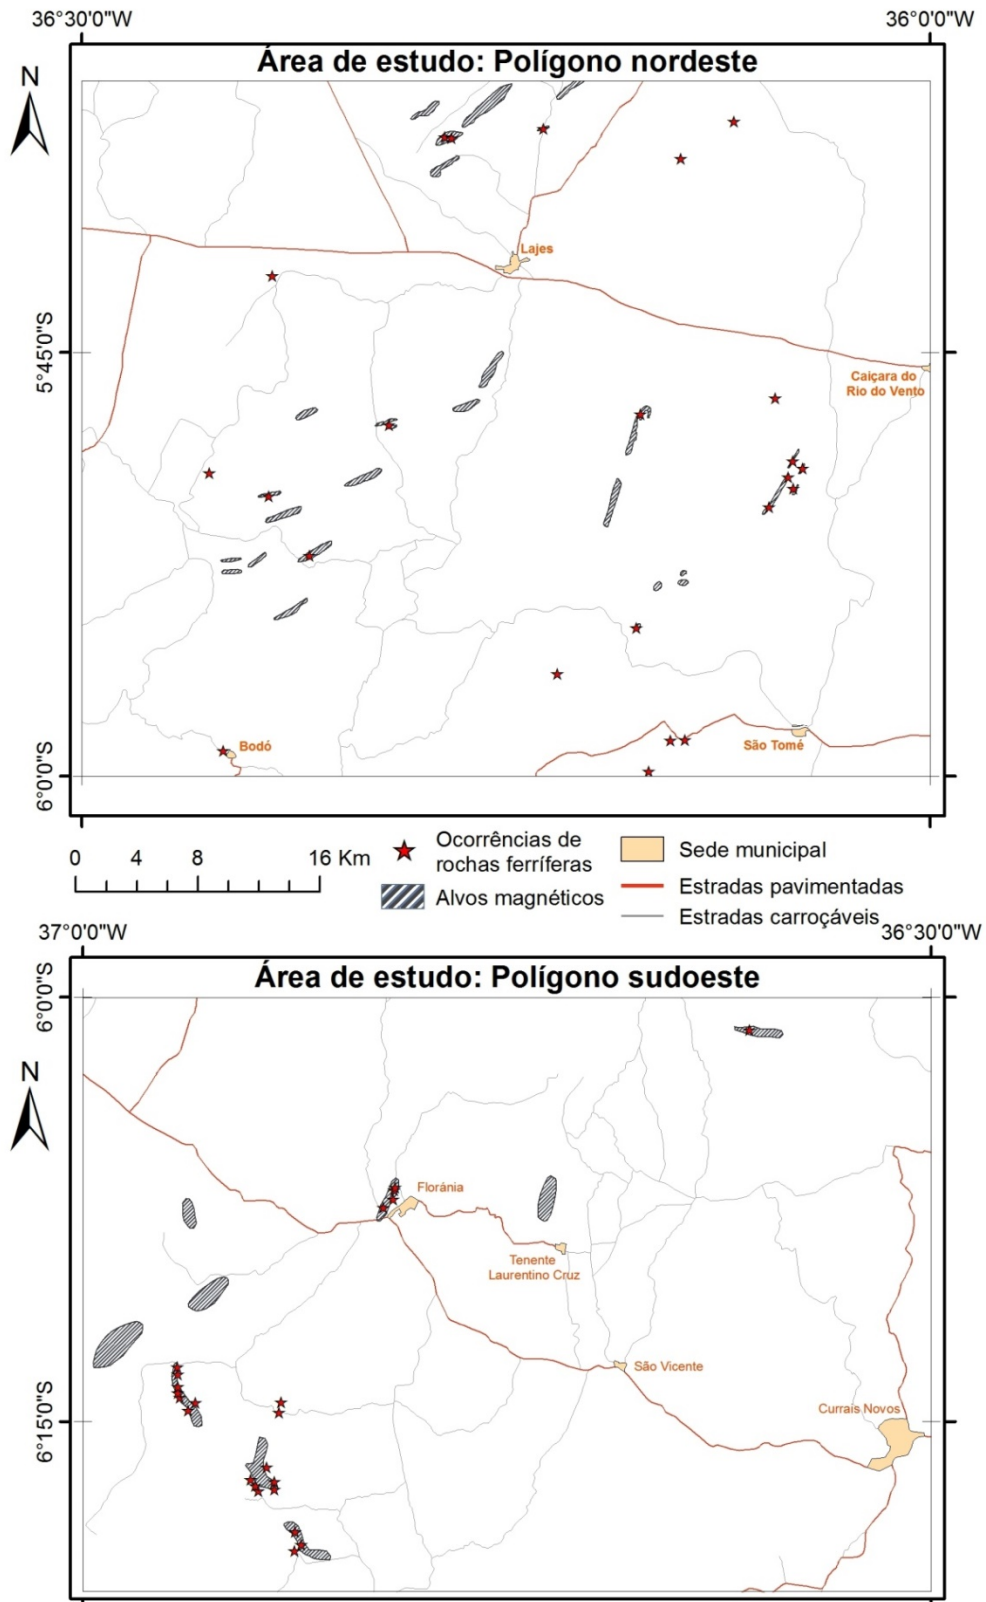 36°30'0"W
36°0'0"W
Área de estudo: Polígono nordeste
N
Lajes
5°45'0"S
Caiçara do
Rio do Vento
Bodó
São Tomé
6°0'0"S
0 4 8 16 Km
Ocorrências de
rochas ferríferas
Alvos magnéticos
Sede municipal
Estradas pavimentadas
Estradas carroçáveis
37°0'0"W
36°30'0"W
Área de estudo: Polígono sudoeste
6°0'0"S
N
Florânia
Tenente
Laurentino Cruz
São Vicente
Currais Novos
6°15'0"S